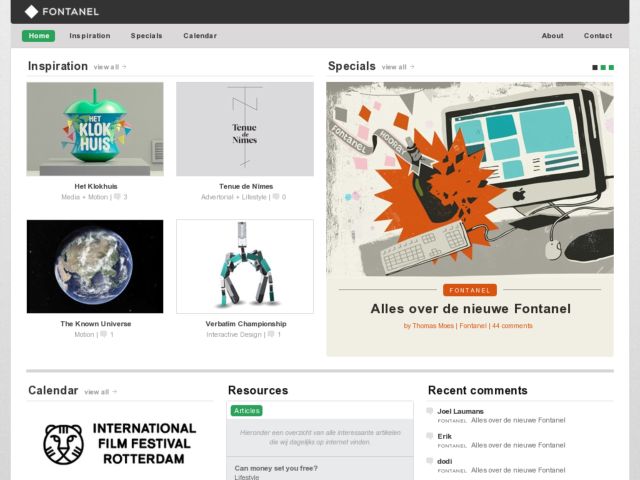 FONTANEL
Home
Inspiration
Specials
Calendar
About
Contact
Inspiration view all →
HET
KLOK
HUIS
Het Klokhuis
Media + Motion | 3
Tenue
de
Nîmes
Tenue de Nimes
Advertorial + Lifestyle | 0
The Known Universe
Motion | 1
Verbatim Championship
Interactive Design | 1
Specials view all →
fontanel
HOORAY
FONTANEL
Alles over de nieuwe Fontanel
by Thomas Moes | Fontanel | 44 comments
Calendar view all →
INTERNATIONAL
FILM FESTIVAL
ROTTERDAM
Resources
Articles
Hieronder een overzicht van alle interessante artikelen
die wij dagelijks op internet vinden.
Can money set you free?
Lifestyle
Recent comments
Joel Laumans
FONTANEL Alles over de nieuwe Fontanel
Erik
FONTANEL Alles over de nieuwe Fontanel
dodi
FONTANEL Alles over de nieuwe Fontanel